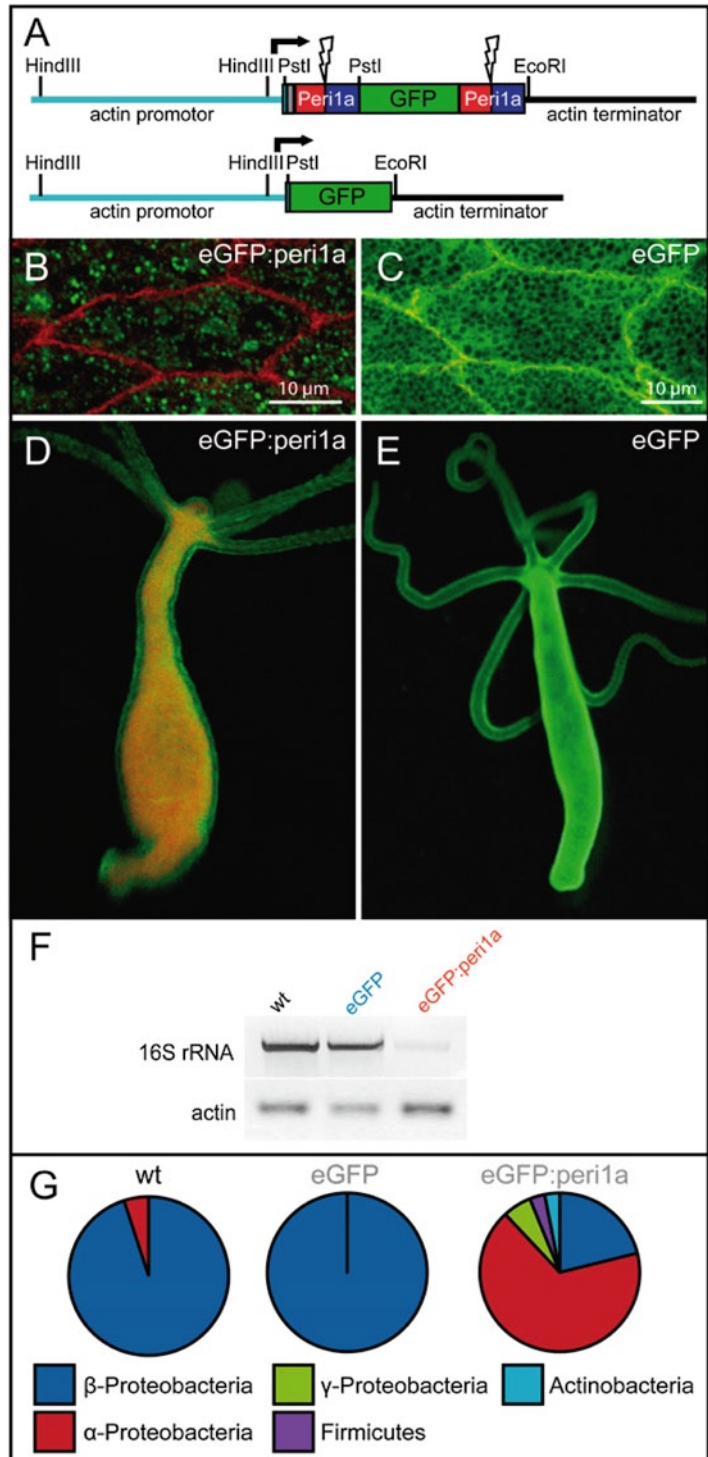 A
HindIII HindIII PstI PstI EcoRI
Peri1a GFP Peri1a
actin promotor actin terminator
HindIII HindIII PstI EcoRI
GFP
actin promotor actin terminator
B eGFP:peri1a
10 µm
C eGFP
10 µm
D eGFP:peri1a
E eGFP
F
wt eGFP eGFP:peri1a
16S rRNA
actin
G
wt eGFP eGFP:peri1a
β-Proteobacteria γ-Proteobacteria Actinobacteria
α-Proteobacteria Firmicutes